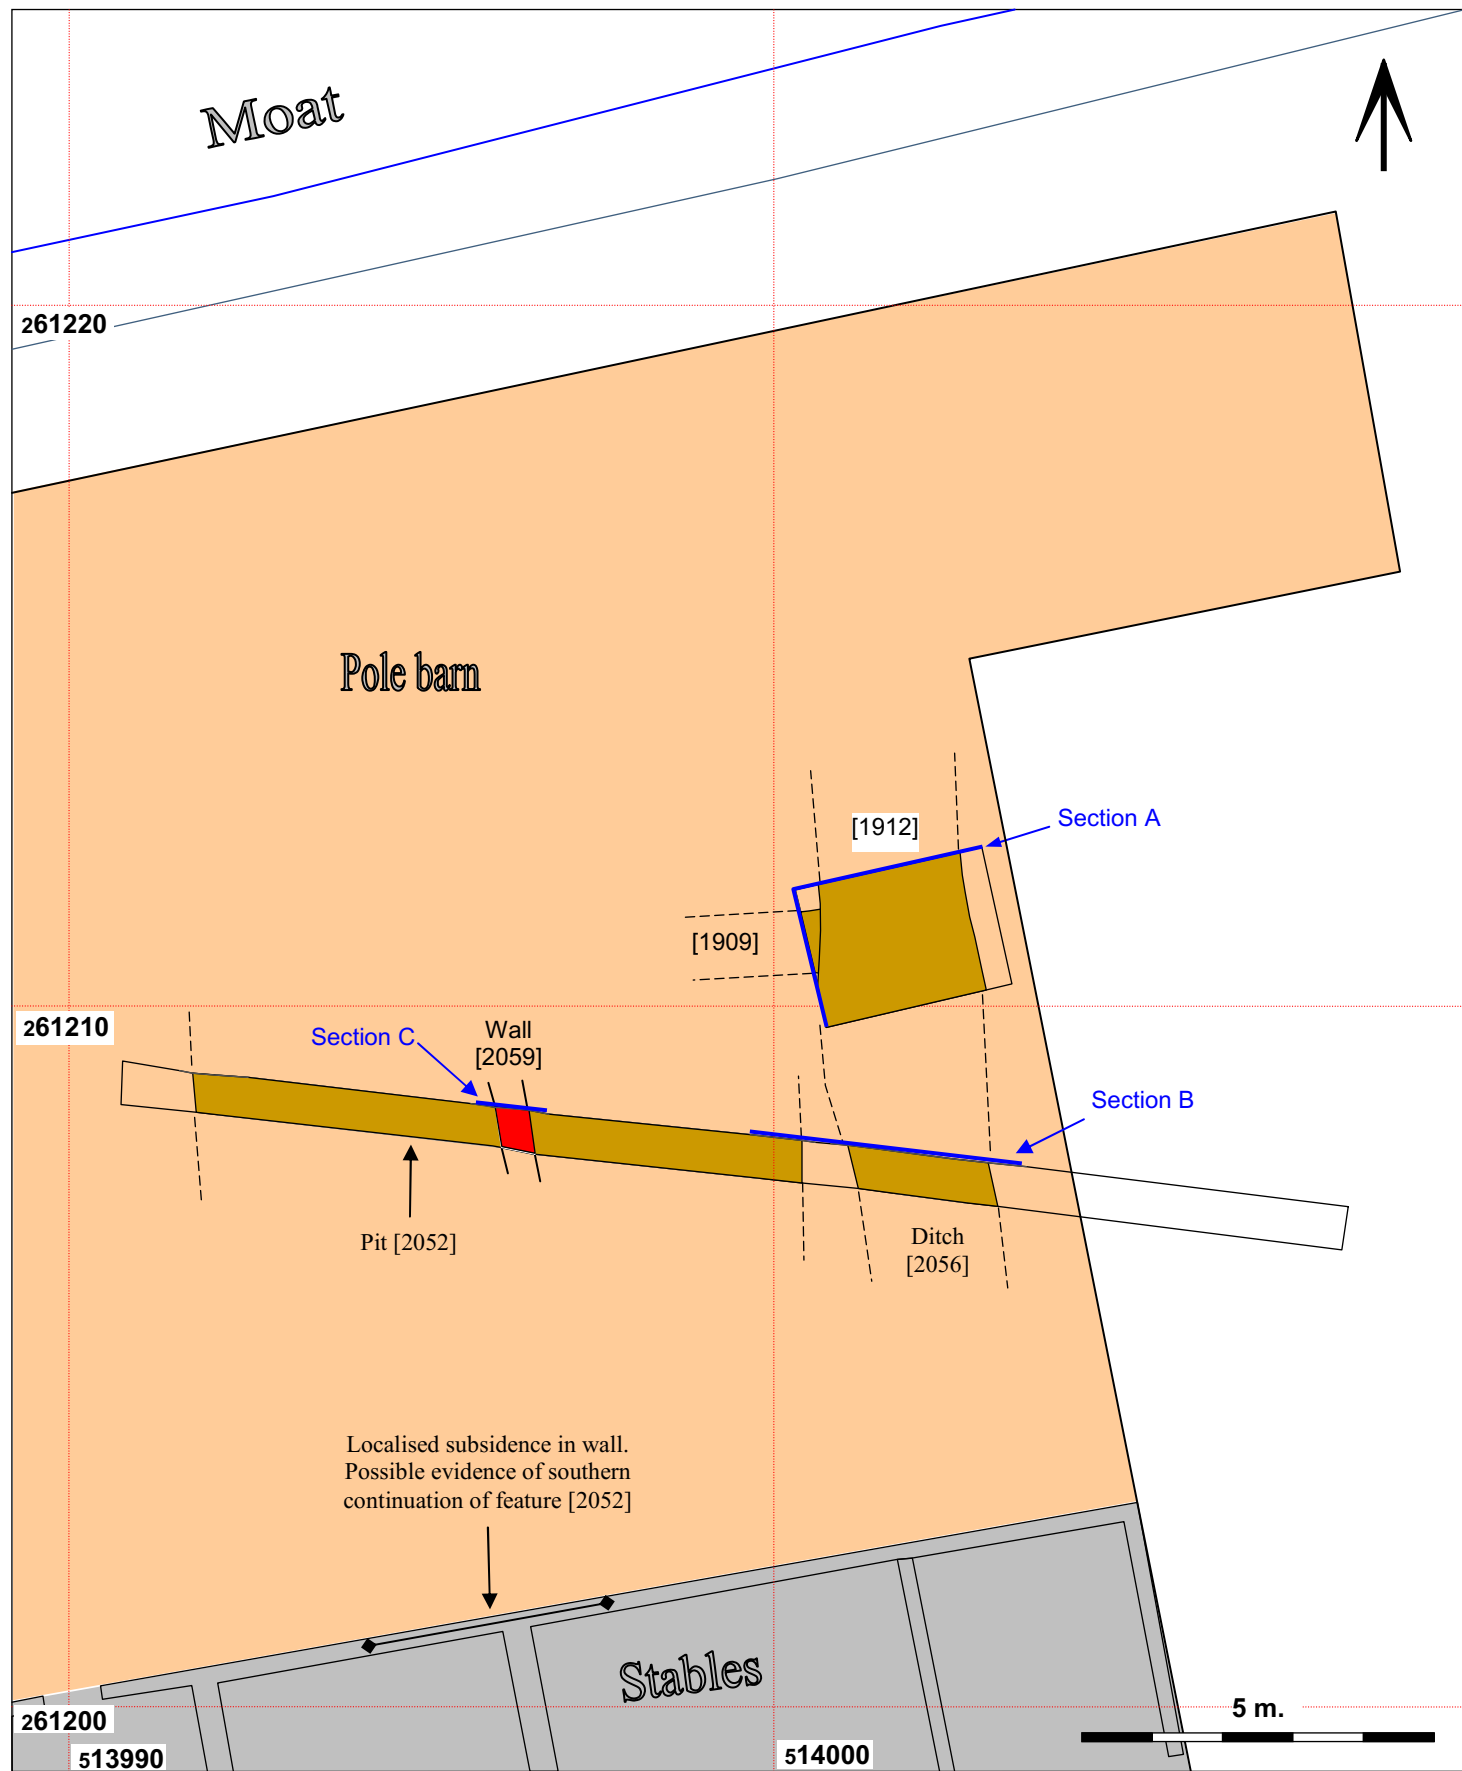 Moat
261220
Pole barn
[1912]
Section A
[1909]
261210
Section C
Wall
[2059]
Section B
Pit [2052]
Ditch
[2056]
Localised subsidence in wall.
Possible evidence of southern
continuation of feature [2052]
Stables
261200
5 m.
513990
514000